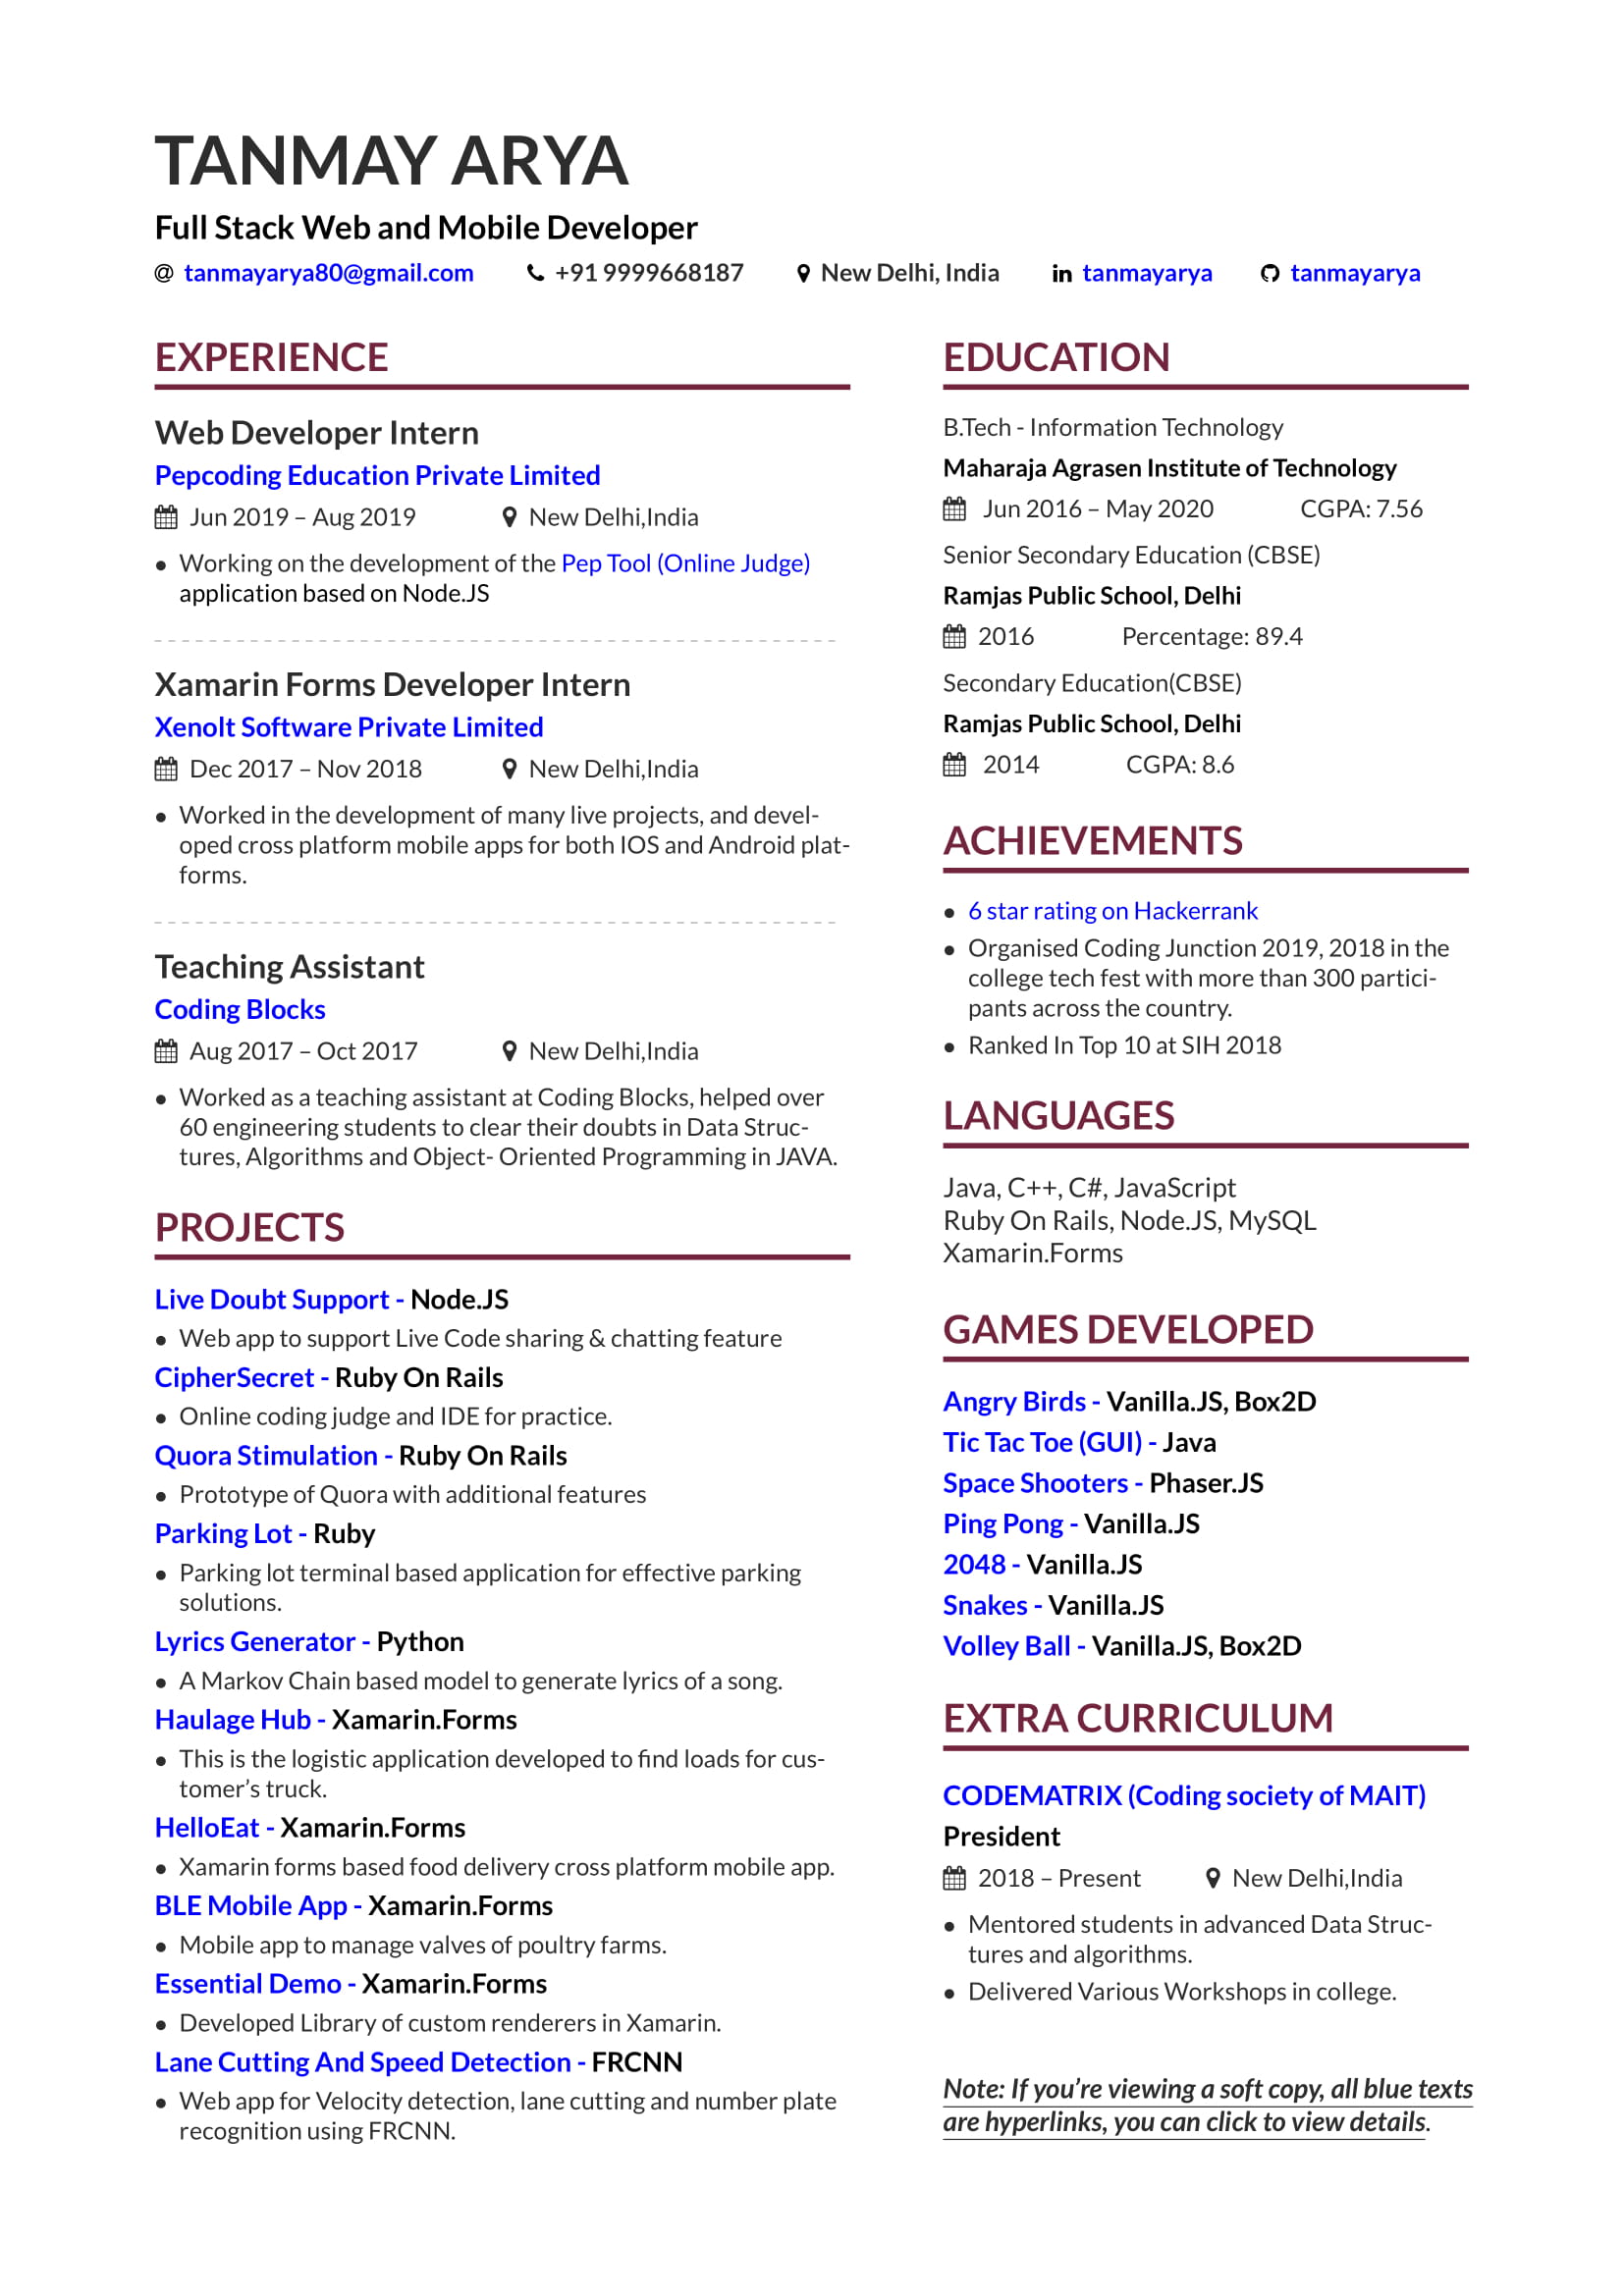 TANMAY ARYA
Full Stack Web and Mobile Developer
@ tanmayarya80@gmail.com +91 9999668187 New Delhi, India in tanmayarya tanmayarya
EXPERIENCE
Web Developer Intern
Pepcoding Education Private Limited
Jun 2019 – Aug 2019 New Delhi,India
• Working on the development of the Pep Tool (Online Judge)
application based on Node.JS
Xamarin Forms Developer Intern
Xenolt Software Private Limited
Dec 2017 – Nov 2018 New Delhi,India
• Worked in the development of many live projects, and devel-
oped cross platform mobile apps for both IOS and Android plat-
forms.
Teaching Assistant
Coding Blocks
Aug 2017 – Oct 2017 New Delhi,India
• Worked as a teaching assistant at Coding Blocks, helped over
60 engineering students to clear their doubts in Data Struc-
tures, Algorithms and Object- Oriented Programming in JAVA.
PROJECTS
Live Doubt Support - Node.JS
• Web app to support Live Code sharing & chatting feature
CipherSecret - Ruby On Rails
• Online coding judge and IDE for practice.
Quora Stimulation - Ruby On Rails
• Prototype of Quora with additional features
Parking Lot - Ruby
• Parking lot terminal based application for effective parking
solutions.
Lyrics Generator - Python
• A Markov Chain based model to generate lyrics of a song.
Haulage Hub - Xamarin.Forms
• This is the logistic application developed to find loads for cus-
tomer’s truck.
HelloEat - Xamarin.Forms
• Xamarin forms based food delivery cross platform mobile app.
BLE Mobile App - Xamarin.Forms
• Mobile app to manage valves of poultry farms.
Essential Demo - Xamarin.Forms
• Developed Library of custom renderers in Xamarin.
Lane Cutting And Speed Detection - FRCNN
• Web app for Velocity detection, lane cutting and number plate
recognition using FRCNN.
EDUCATION
B.Tech - Information Technology
Maharaja Agrasen Institute of Technology
Jun 2016 – May 2020 CGPA: 7.56
Senior Secondary Education (CBSE)
Ramjas Public School, Delhi
2016 Percentage: 89.4
Secondary Education(CBSE)
Ramjas Public School, Delhi
2014 CGPA: 8.6
ACHIEVEMENTS
• 6 star rating on Hackerrank
• Organised Coding Junction 2019, 2018 in the
college tech fest with more than 300 partici-
pants across the country.
• Ranked In Top 10 at SIH 2018
LANGUAGES
Java, C++, C#, JavaScript
Ruby On Rails, Node.JS, MySQL
Xamarin.Forms
GAMES DEVELOPED
Angry Birds - Vanilla.JS, Box2D
Tic Tac Toe (GUI) - Java
Space Shooters - Phaser.JS
Ping Pong - Vanilla.JS
2048 - Vanilla.JS
Snakes - Vanilla.JS
Volley Ball - Vanilla.JS, Box2D
EXTRA CURRICULUM
CODEMATRIX (Coding society of MAIT)
President
2018 – Present New Delhi,India
• Mentored students in advanced Data Struc-
tures and algorithms.
• Delivered Various Workshops in college.
Note: If you’re viewing a soft copy, all blue texts
are hyperlinks, you can click to view details.